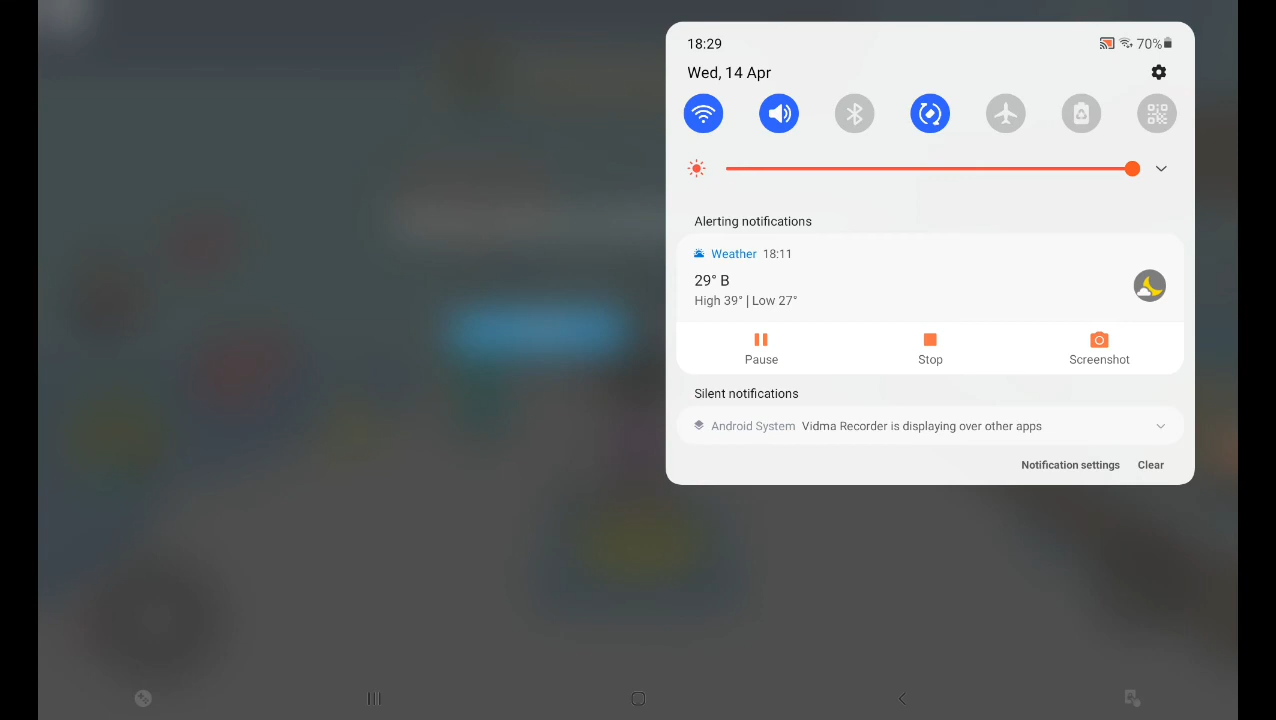 18:29
70%
Wed, 14 Apr
Alerting notifications
Weather 18:11
29° B
High 39° | Low 27°
Pause
Stop
Screenshot
Silent notifications
Android System Vidma Recorder is displaying over other apps
Notification settings
Clear